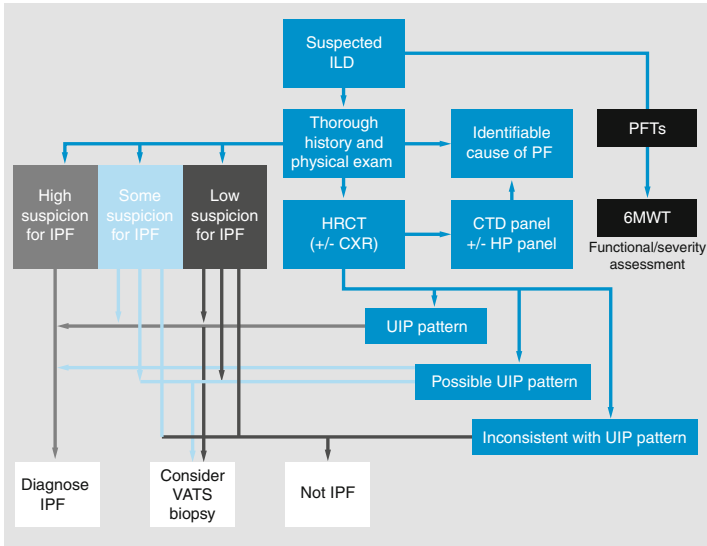 Suspected
ILD
Thorough
history and
physical exam
Identifiable
cause of PF
PFTs
High
suspicion
for IPF
Some
suspicion
for IPF
Low
suspicion
for IPF
HRCT
(+/- CXR)
CTD panel
+/- HP panel
6MWT
Functional/severity
assessment
UIP pattern
Possible UIP pattern
Inconsistent with UIP pattern
Diagnose
IPF
Consider
VATS
biopsy
Not IPF